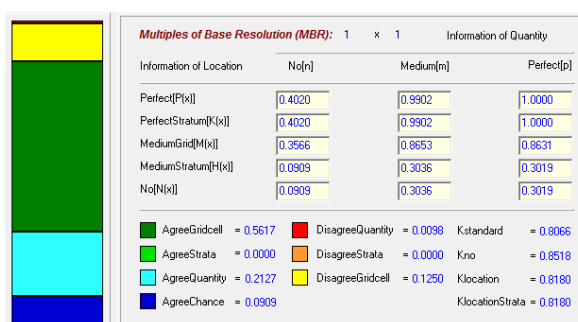 Multiples of Base Resolution (MBR): 1 x 1 Information of Quantity
Information of Location No[n] Medium[m] Perfect[p]
Perfect[P(x)] 0.4020 0.9902 1.0000
PerfectStratum[K(x)] 0.4020 0.9902 1.0000
MediumGrid[M(x)] 0.3566 0.8653 0.8631
MediumStratum[H(x)] 0.0909 0.3036 0.3019
No[N(x)] 0.0909 0.3036 0.3019
AgreeGridcell = 0.5617 DisagreeQuantity = 0.0098 Kstandard = 0.8066
AgreeStrata = 0.0000 DisagreeStrata = 0.0000 Kno = 0.8518
AgreeQuantity = 0.2127 DisagreeGridcell = 0.1250 Klocation = 0.8180
AgreeChance = 0.0909 KlocationStrata = 0.8180